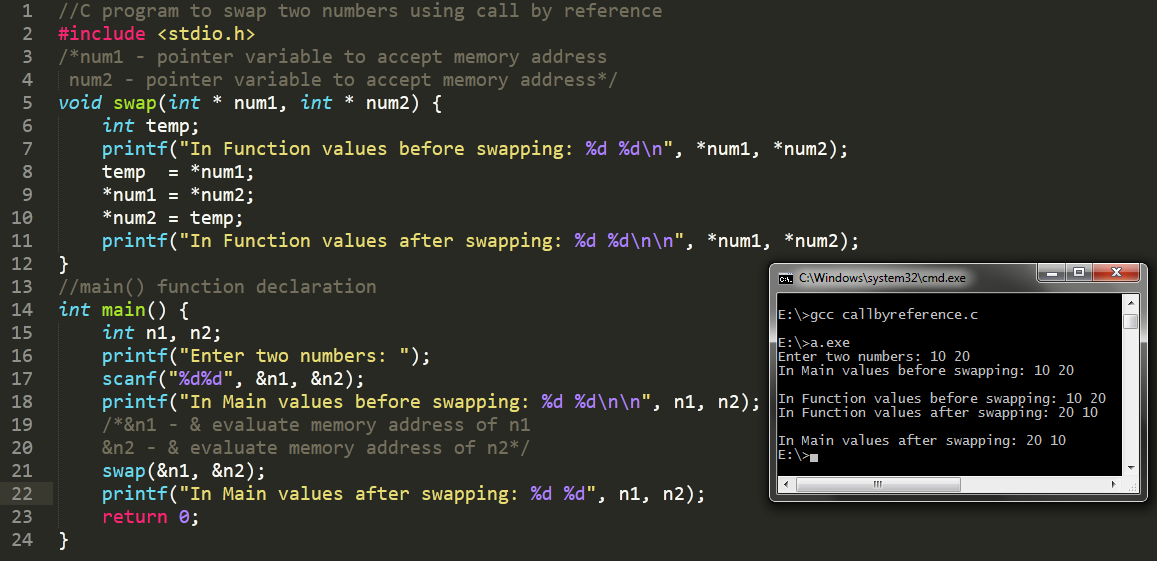 1 //C program to swap two numbers using call by reference
2 #include <stdio.h>
3 /*num1 - pointer variable to accept memory address
4  num2 - pointer variable to accept memory address*/
5 void swap(int * num1, int * num2) {
6     int temp;
7     printf("In Function values before swapping: %d %d\n", *num1, *num2);
8     temp  = *num1;
9     *num1 = *num2;
10     *num2 = temp;
11     printf("In Function values after swapping: %d %d\n\n", *num1, *num2);
12 }
13 //main() function declaration
14 int main() {
15     int n1, n2;
16     printf("Enter two numbers: ");
17     scanf("%d%d", &n1, &n2);
18     printf("In Main values before swapping: %d %d\n\n", n1, n2);
19     /*&n1 - & evaluate memory address of n1
20     &n2 - & evaluate memory address of n2*/
21     swap(&n1, &n2);
22     printf("In Main values after swapping: %d %d", n1, n2);
23     return 0;
24 }
C:\Windows\system32\cmd.exe
E:\>gcc callbyreference.c
E:\>a.exe
Enter two numbers: 10 20
In Main values before swapping: 10 20
In Function values before swapping: 10 20
In Function values after swapping: 20 10
In Main values after swapping: 20 10
E:\>